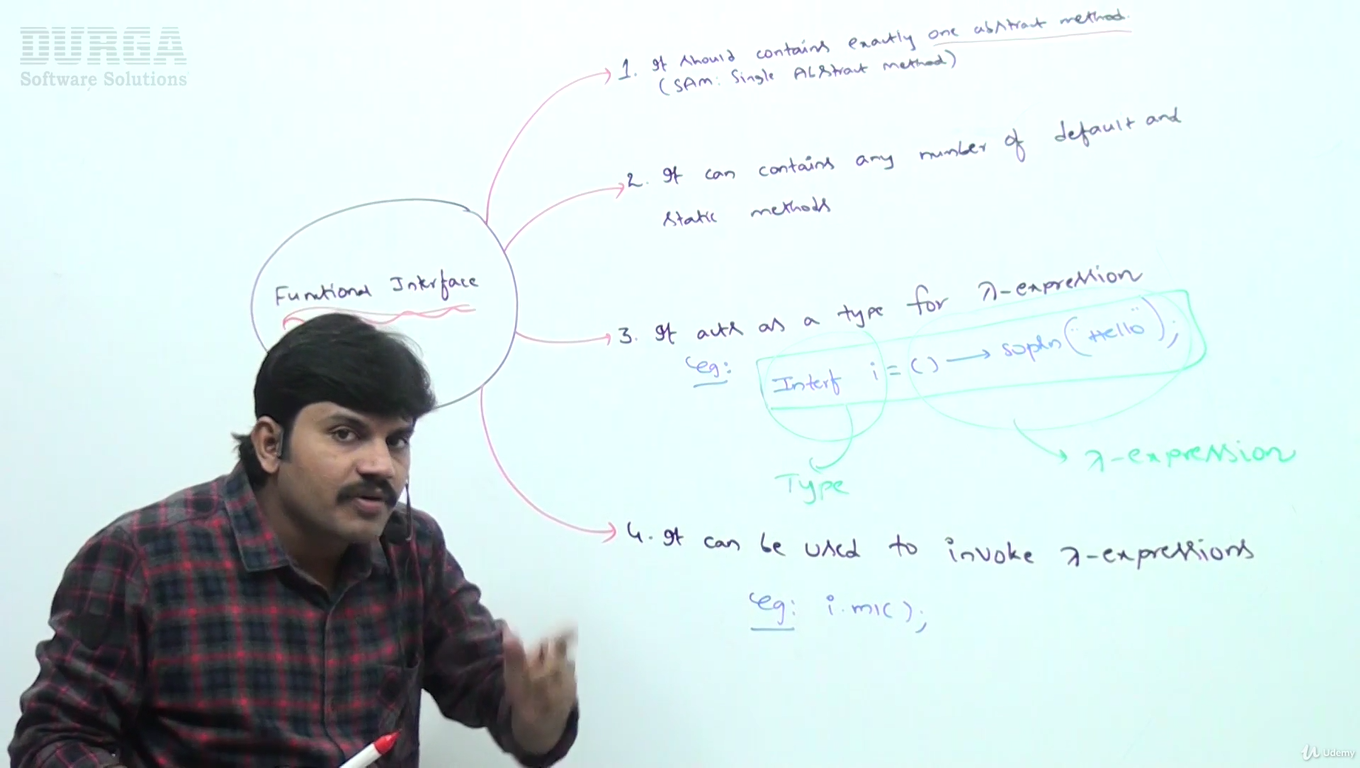 DURGA
Software Solutions
Functional Interface
1. It should contains exactly one abstract method.
(SAM: Single Abstract method)
2. It can contains any number of default and
static methods
3. It acts as a type for λ-expression
eg: Interf i = () → sopln("Hello");
Type
λ-expression
4. It can be used to invoke λ-expressions
eg: i.m1();
Udemy